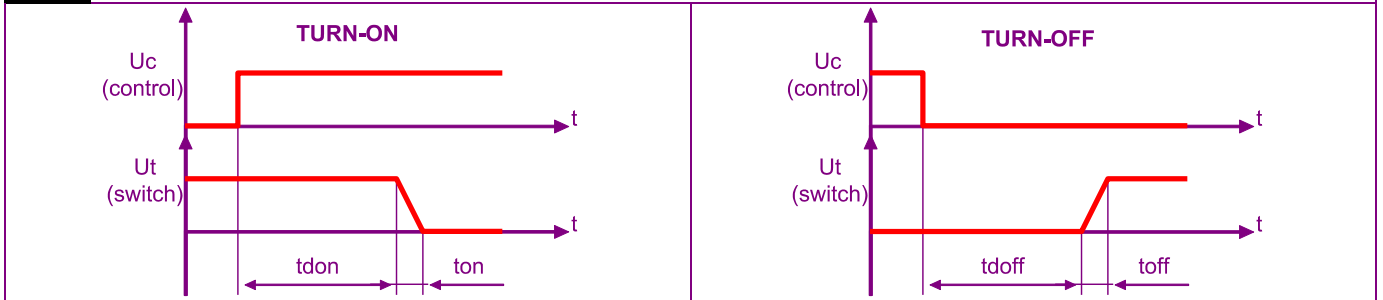 TURN-ON
Uc
(control)
t
Ut
(switch)
t
tdon
ton
TURN-OFF
Uc
(control)
t
Ut
(switch)
t
tdoff
toff